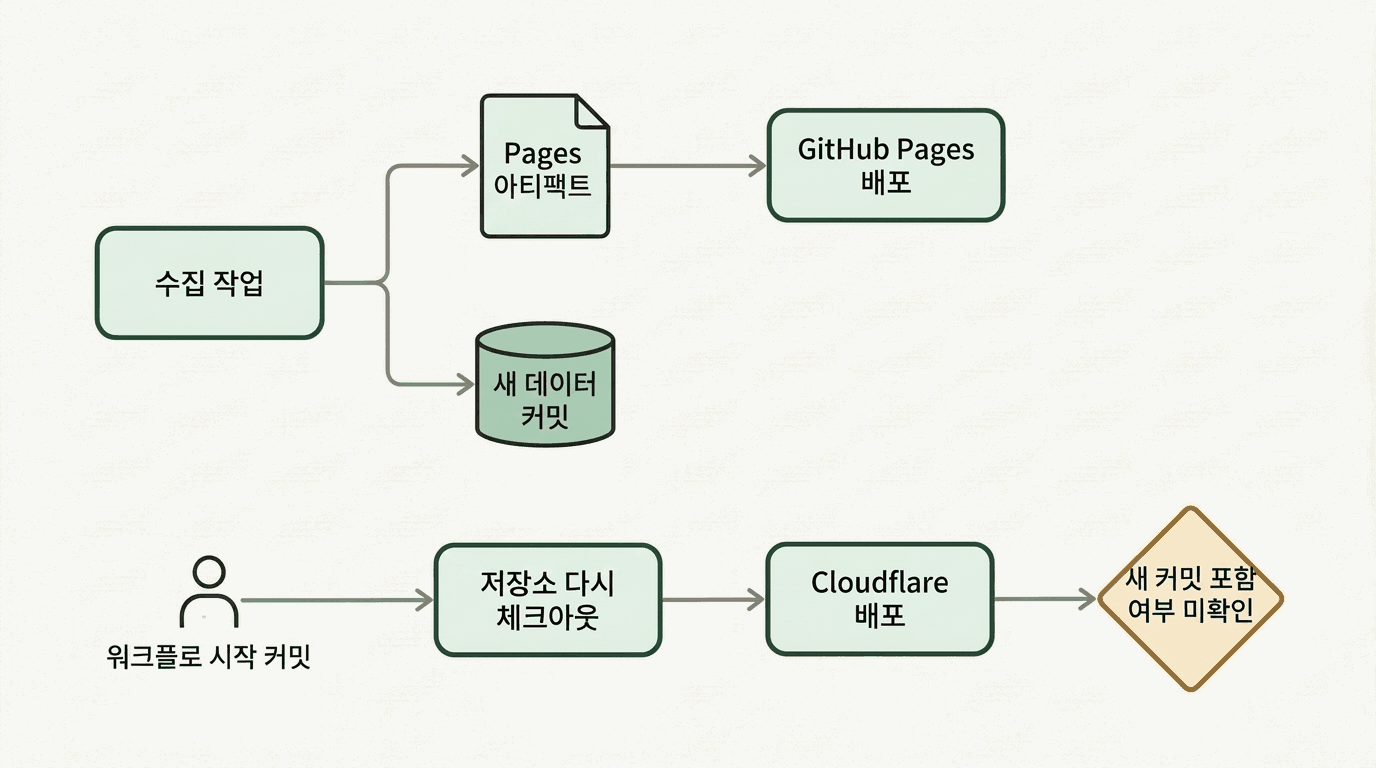 Pages
아티팩트
GitHub Pages
배포
수집 작업
새 데이터
커밋
워크플로 시작 커밋
저장소 다시
체크아웃
Cloudflare
배포
새 커밋 포함
여부 미확인